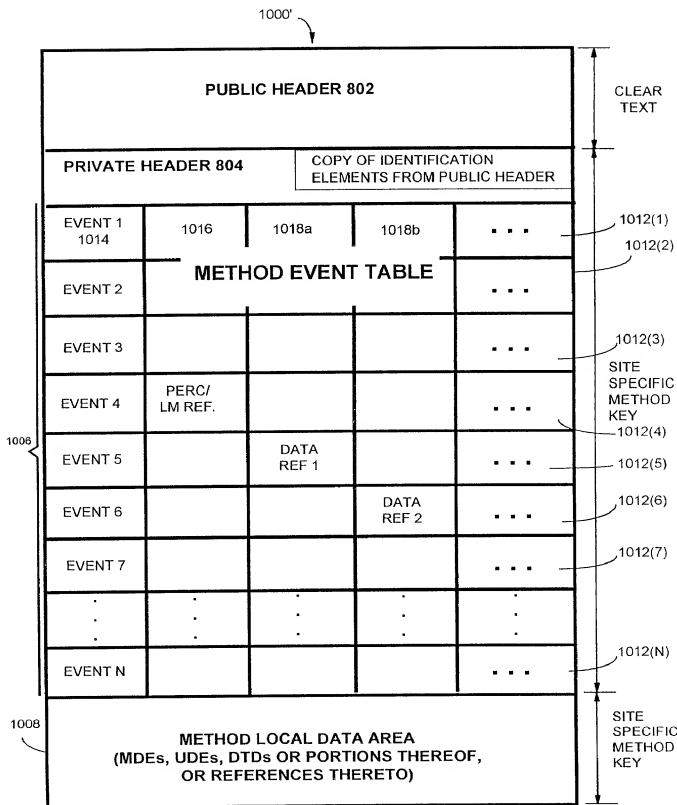 1000'
PUBLIC HEADER 802
CLEAR
TEXT
PRIVATE HEADER 804
COPY OF IDENTIFICATION
ELEMENTS FROM PUBLIC HEADER
EVENT 1
1014
1016
1018a
1018b
. . .
1012(1)
1012(2)
METHOD EVENT TABLE
EVENT 2
. . .
EVENT 3
. . .
1012(3)
SITE
SPECIFIC
METHOD
KEY
EVENT 4
PERC/
LM REF.
. . .
1012(4)
1006
EVENT 5
DATA
REF 1
. . .
1012(5)
EVENT 6
DATA
REF 2
. . .
1012(6)
EVENT 7
. . .
1012(7)
EVENT N
. . .
1012(N)
1008
METHOD LOCAL DATA AREA
(MDEs, UDEs, DTDs OR PORTIONS THEREOF,
OR REFERENCES THERETO)
SITE
SPECIFIC
METHOD
KEY